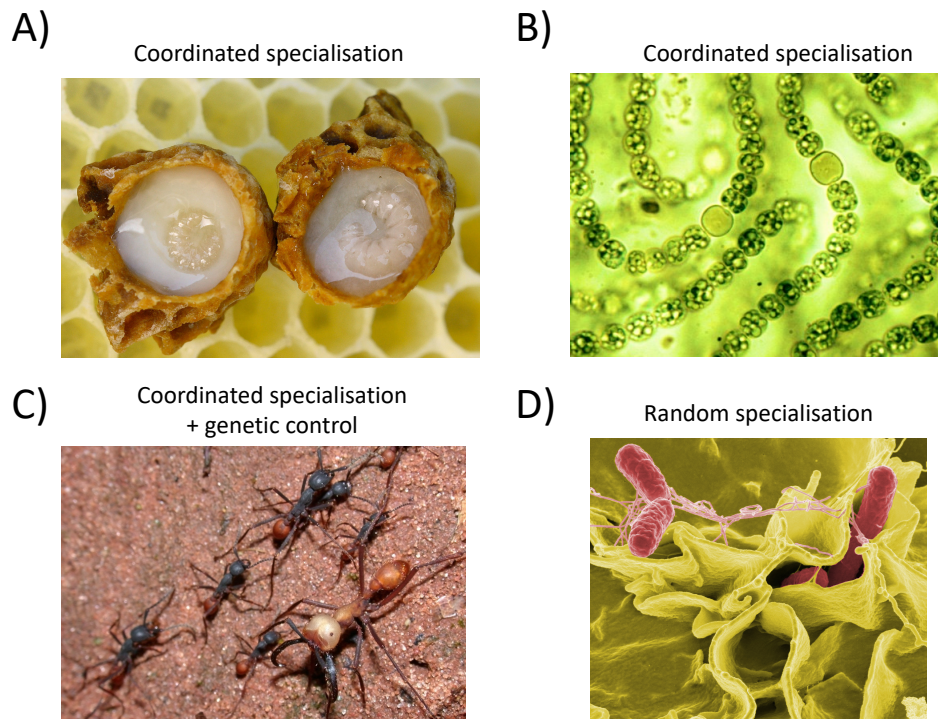 A)
Coordinated specialisation
B)
Coordinated specialisation
C)
Coordinated specialisation
+ genetic control
D)
Random specialisation